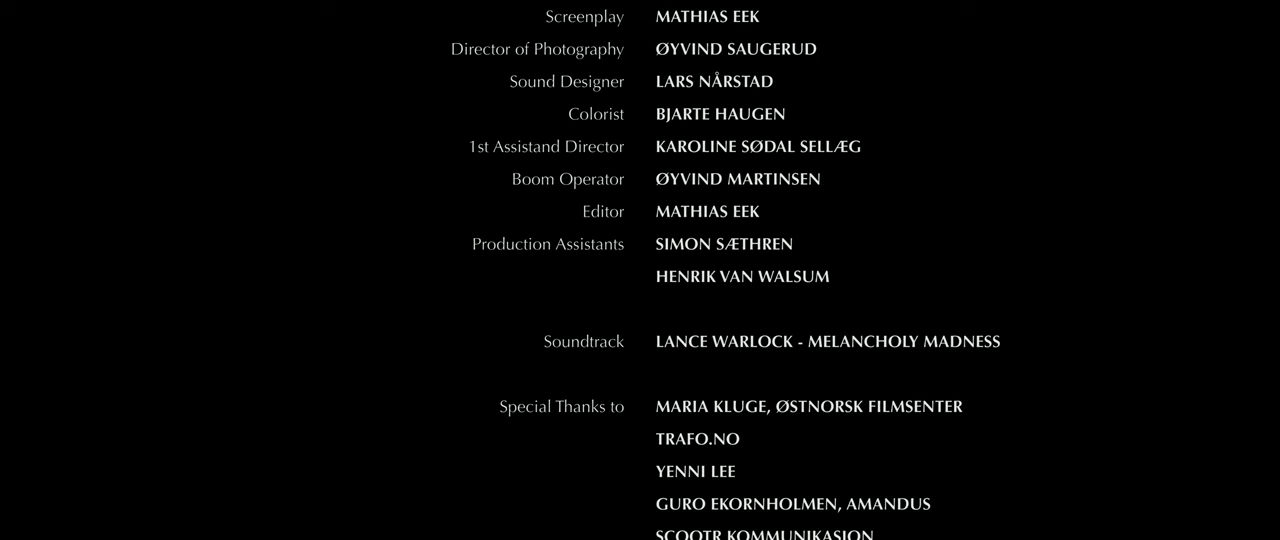 Screenplay MATHIAS EEK
Director of Photography ØYVIND SAUGERUD
Sound Designer LARS NÅRSTAD
Colorist BJARTE HAUGEN
1st Assistand Director KAROLINE SØDAL SELLÆG
Boom Operator ØYVIND MARTINSEN
Editor MATHIAS EEK
Production Assistants SIMON SÆTHREN
HENRIK VAN WALSUM
Soundtrack LANCE WARLOCK - MELANCHOLY MADNESS
Special Thanks to MARIA KLUGE, ØSTNORSK FILMSENTER
TRAFO.NO
YENNI LEE
GURO EKORNHOLMEN, AMANDUS
SCOOTR KOMMUNIKASJON